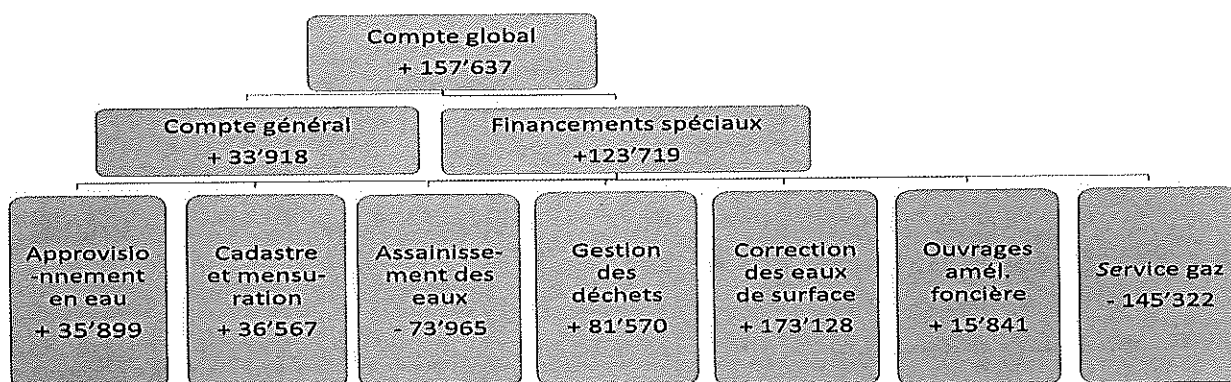 Compte global
+ 157'637
Compte général
+ 33'918
Financements spéciaux
+123'719
Approvisio
-nnement
en eau
+ 35'899
Cadastre
et mensu-
ration
+ 36'567
Assainisse-
ment des
eaux
- 73'965
Gestion
des
déchets
+ 81'570
Correction
des eaux
de surface
+ 173'128
Ouvrages
amél.
foncière
+ 15'841
Service gaz
- 145'322